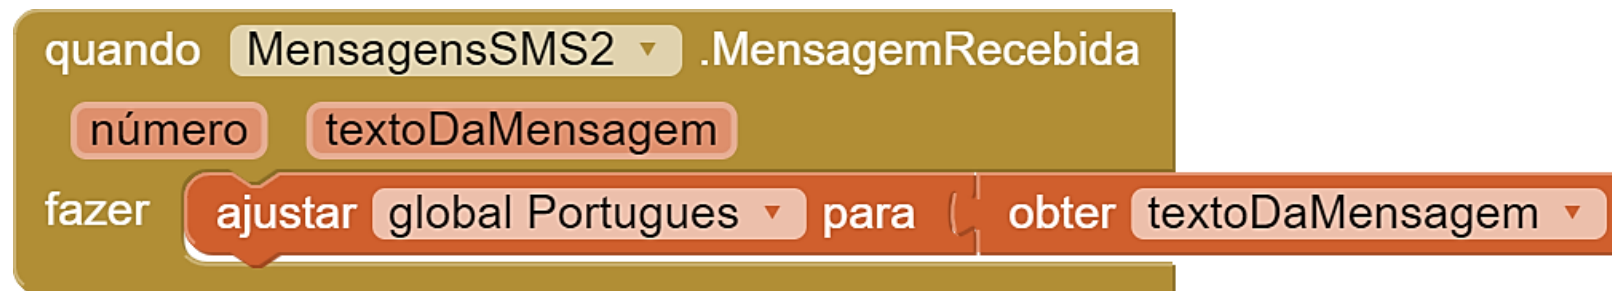 quando MensagensSMS2 .MensagemRecebida
número textoDaMensagem
fazer ajustar global Portugues para obter textoDaMensagem